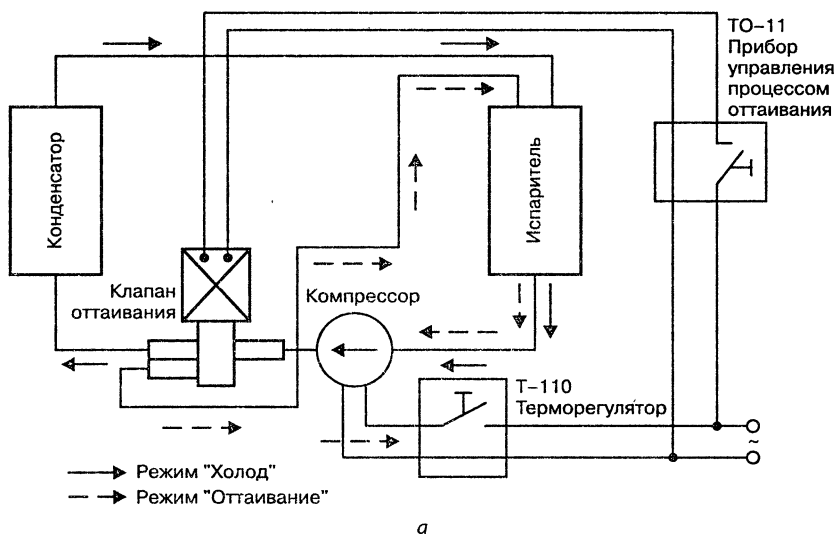 ТО-11
Прибор
управления
процессом
оттаивания
Конденсатор
Испаритель
Клапан
оттаивания
Компрессор
Т-110
Терморегулятор
~
Режим "Холод"
Режим "Оттаивание"
а